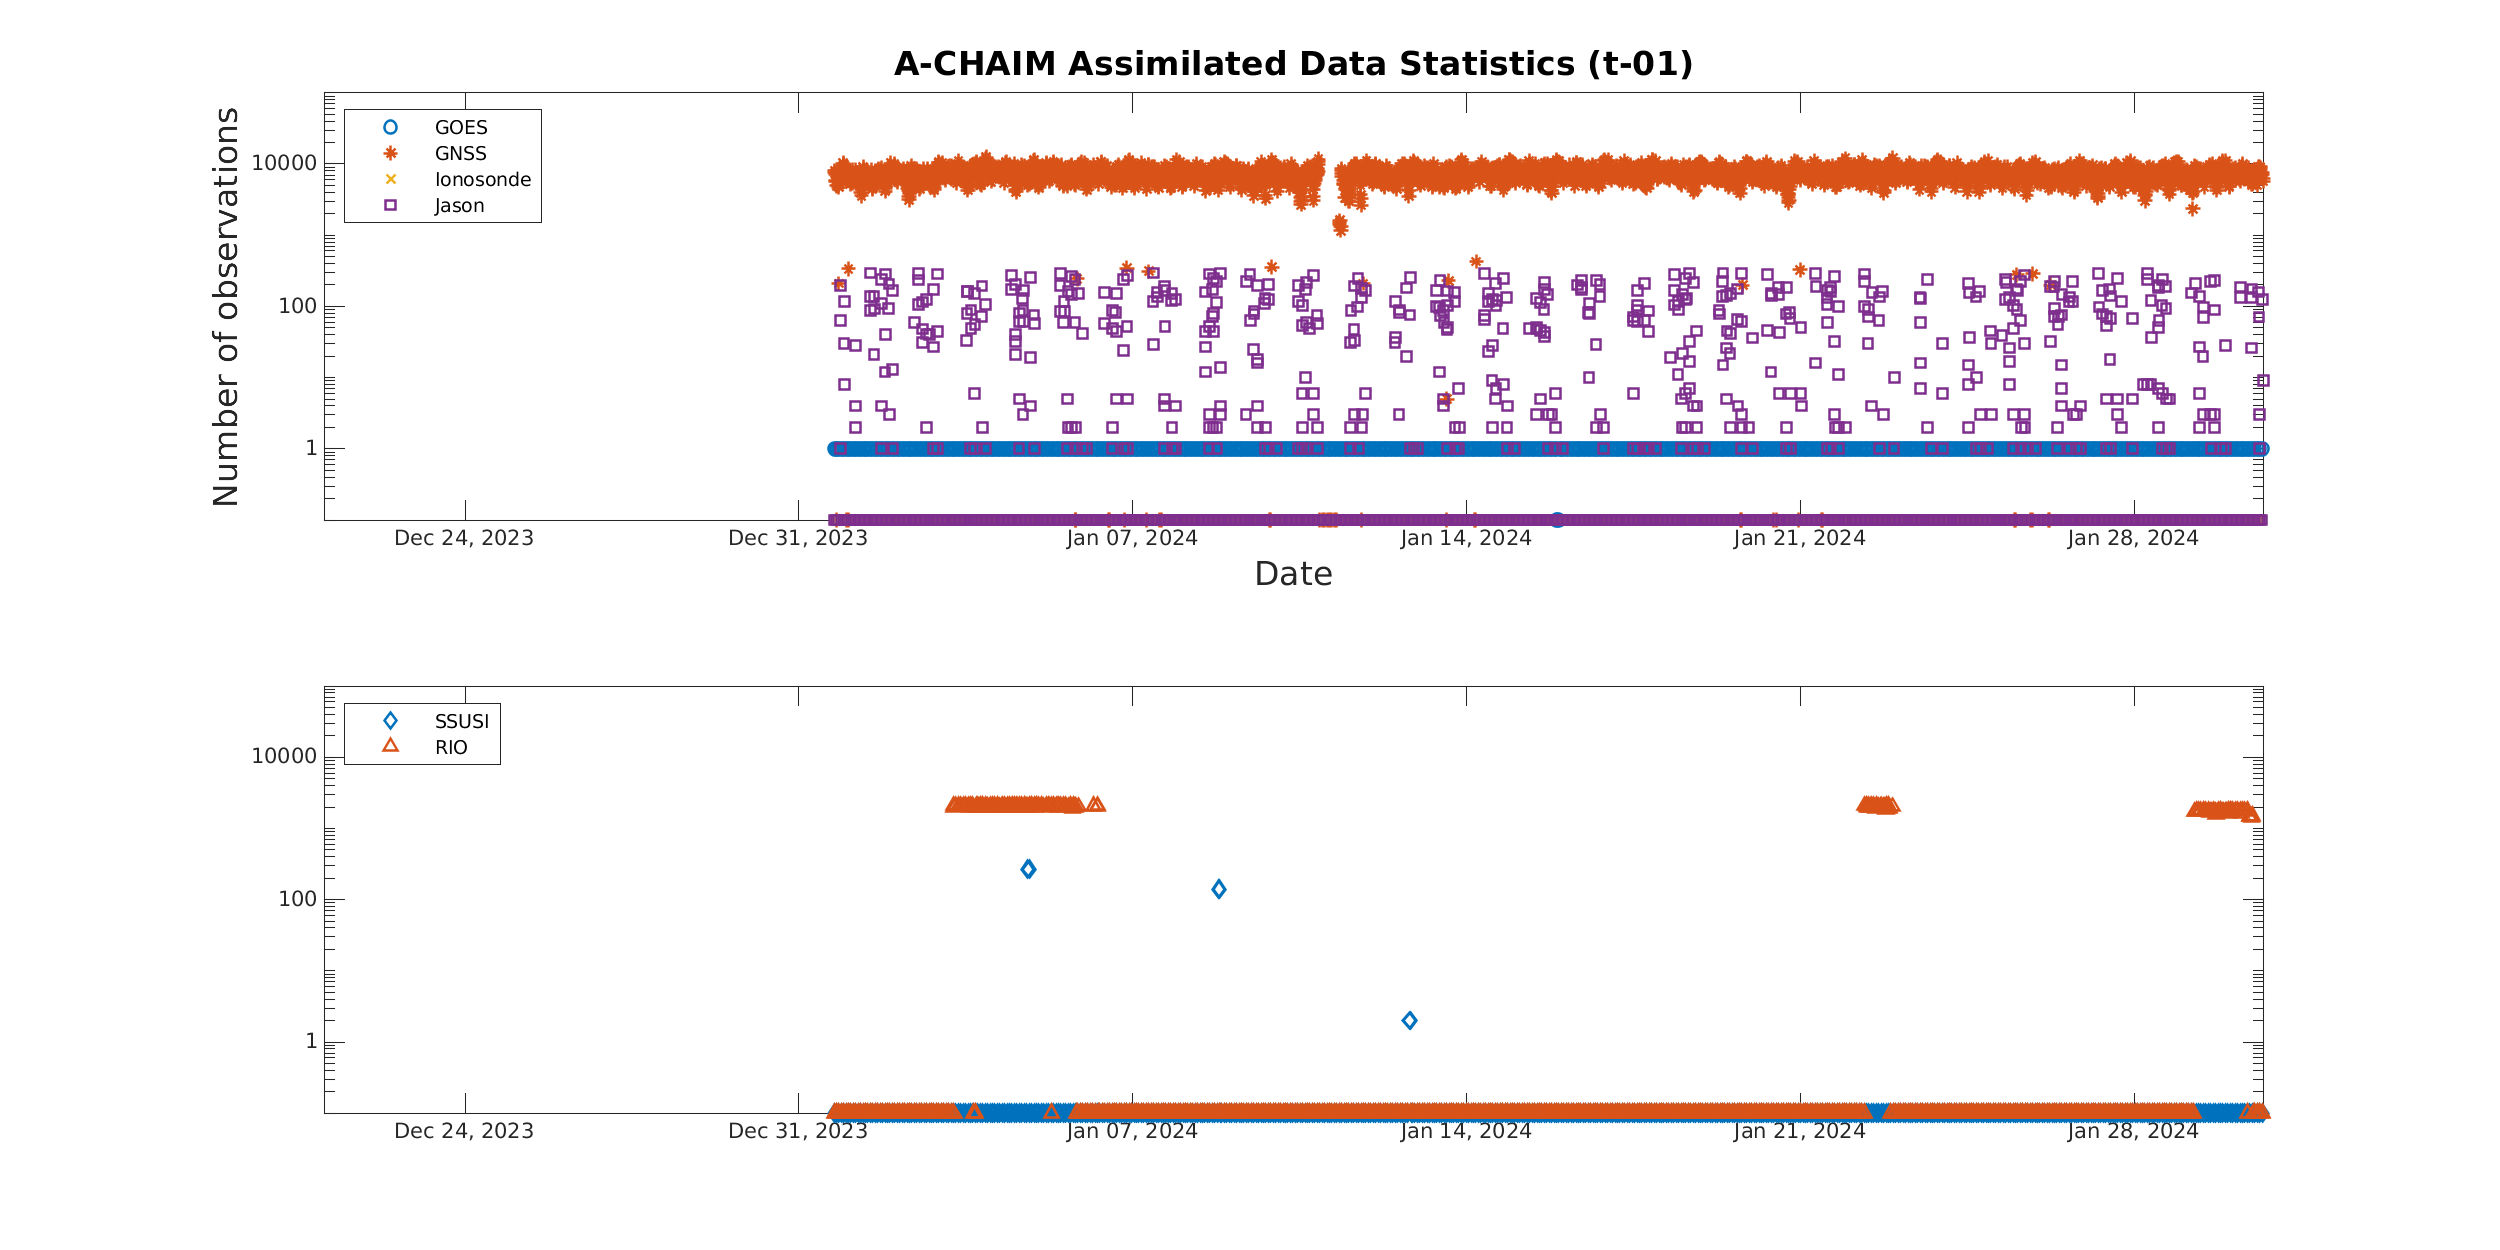 A-CHAIM Assimilated Data Statistics (t-01)
Number of observations
10000
100
1
GOES
GNSS
Ionosonde
Jason
Dec 24, 2023
Dec 31, 2023
Jan 07, 2024
Jan 14, 2024
Jan 21, 2024
Jan 28, 2024
Date
10000
100
1
SSUSI
RIO
Dec 24, 2023
Dec 31, 2023
Jan 07, 2024
Jan 14, 2024
Jan 21, 2024
Jan 28, 2024